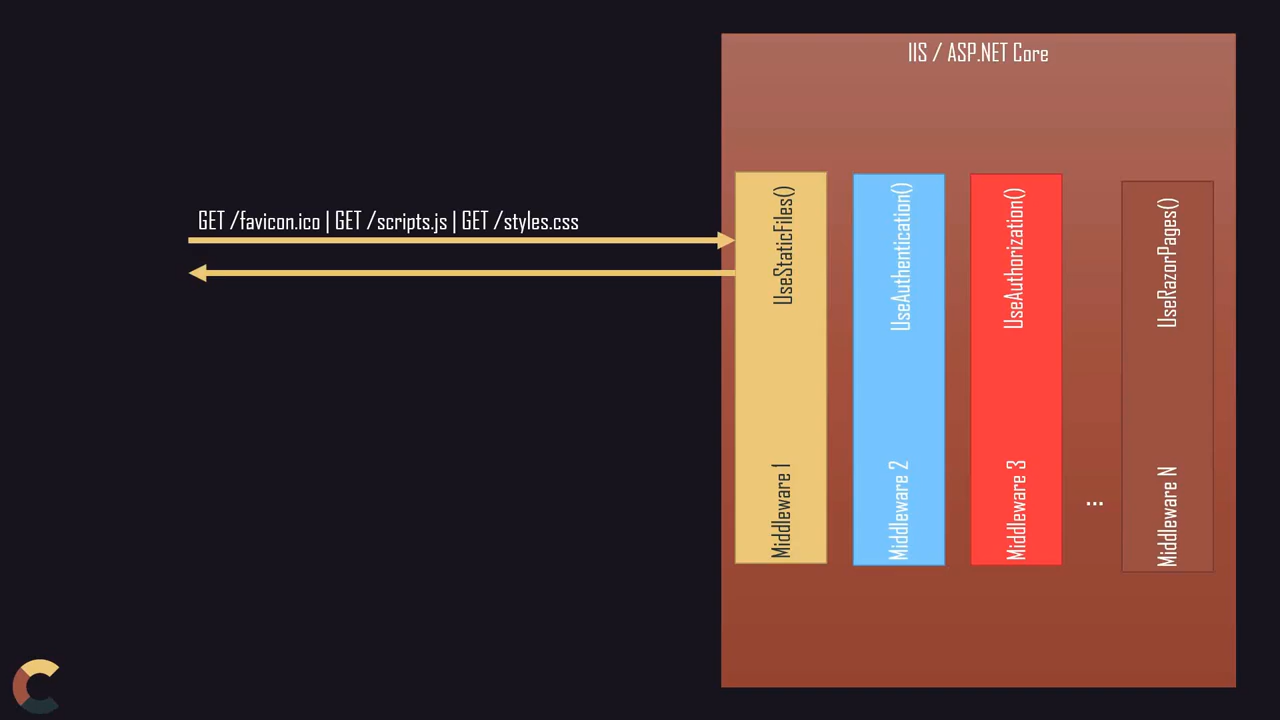 IIS / ASP.NET Core
GET /favicon.ico | GET /scripts.js | GET /styles.css
UseStaticFiles()
Middleware 1
UseAuthentication()
Middleware 2
UseAuthorization()
Middleware 3
...
UseRazorPages()
Middleware N